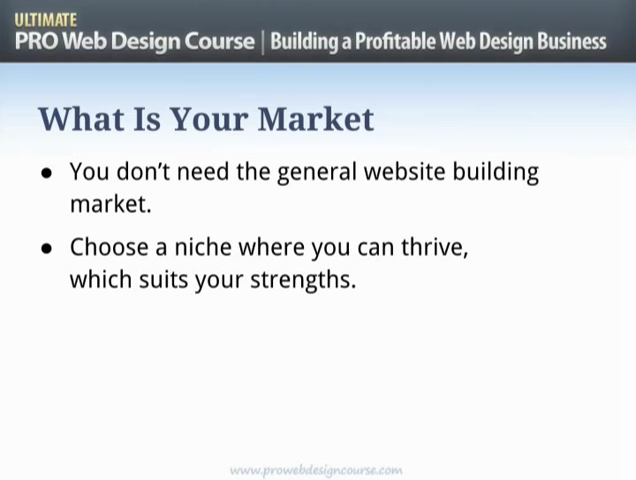 ULTIMATE
PRO Web Design Course | Building a Profitable Web Design Business
What Is Your Market
● You don't need the general website building
market.
● Choose a niche where you can thrive,
which suits your strengths.
www.prowebdesigncourse.com